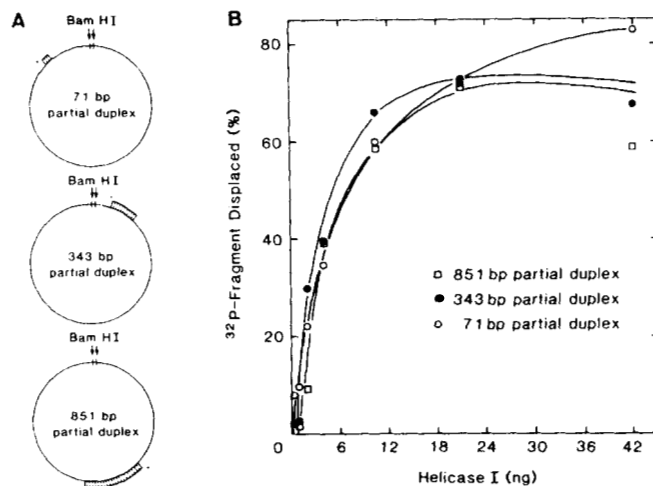 A
Bam H I
71 bp
partial duplex
Bam H I
343 bp
partial duplex
Bam H I
851 bp
partial duplex
B
32p-Fragment Displaced (%)
80
60
40
20
0
6
12
18
24
30
36
42
Helicase I (ng)
851 bp partial duplex
343 bp partial duplex
71 bp partial duplex